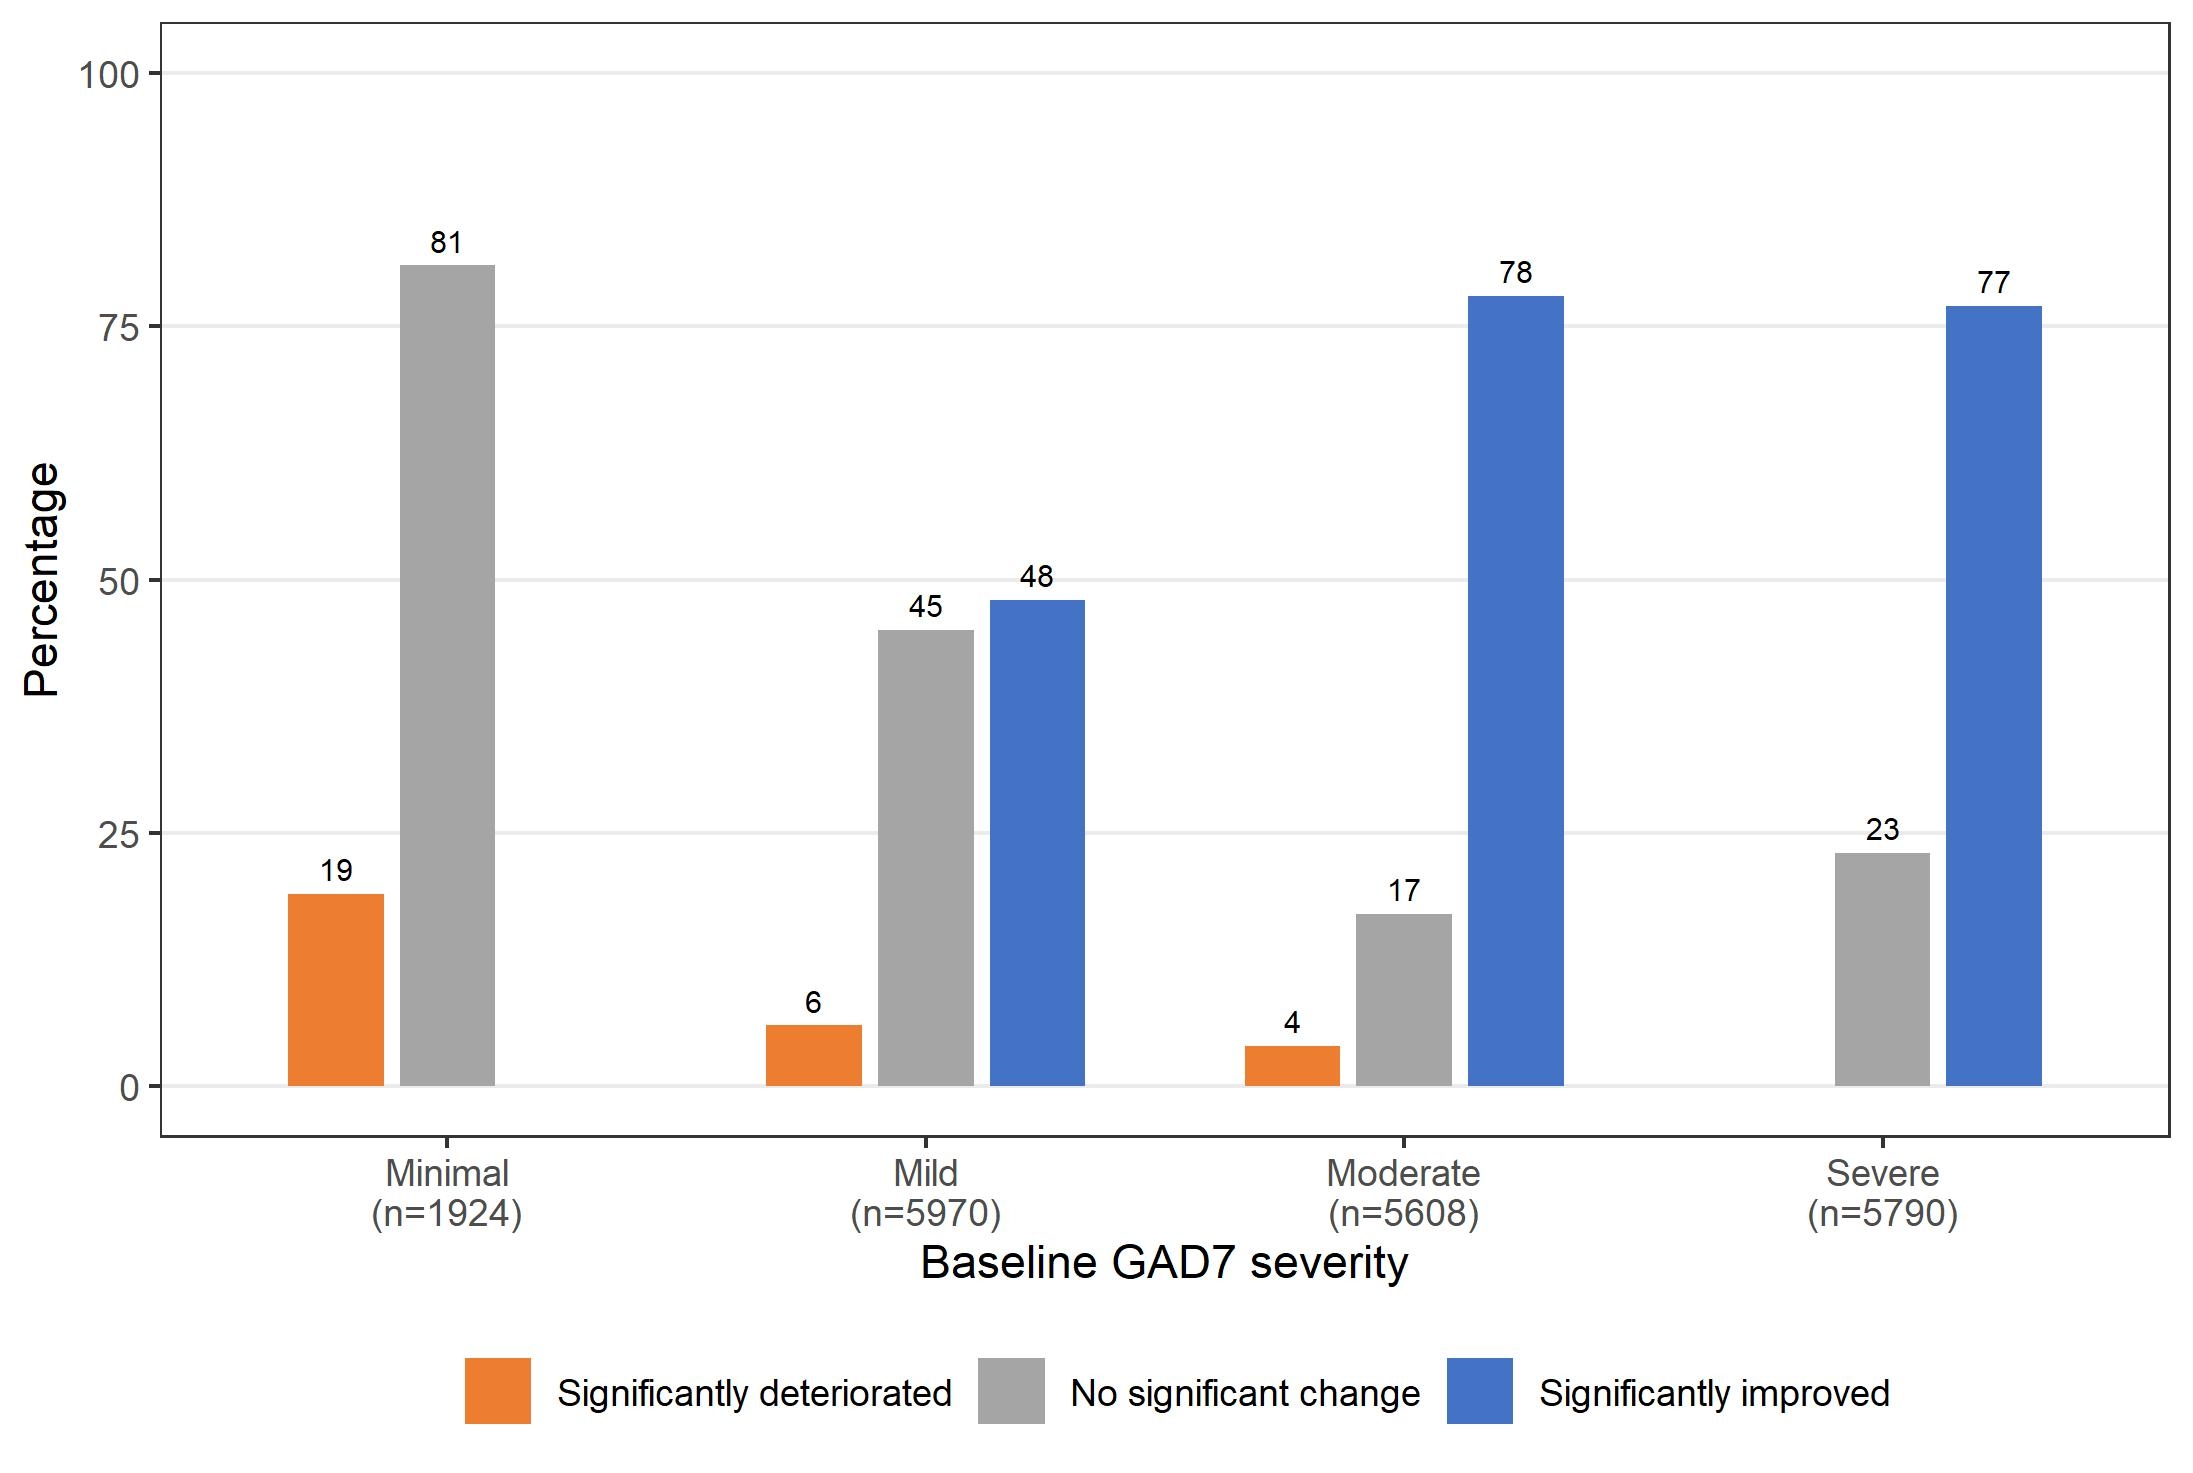 100
75
50
25
0
Percentage
19
81
6
45
48
4
17
78
23
77
Minimal
(n=1924)
Mild
(n=5970)
Moderate
(n=5608)
Severe
(n=5790)
Baseline GAD7 severity
Significantly deteriorated
No significant change
Significantly improved